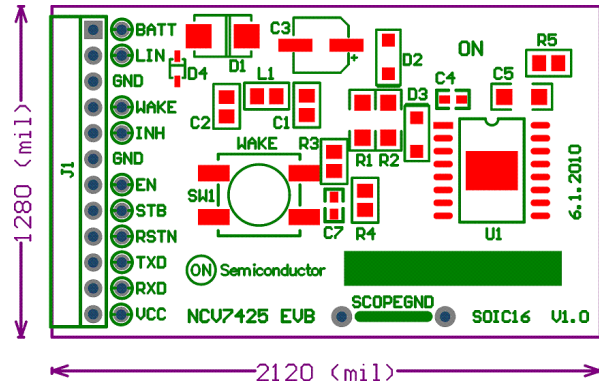 BATT
LIN
GND
WAKE
INH
GND
EN
STB
RSTN
TXD
RXD
VCC
J1
1280 (mil)
2120 (mil)
D4
D1
C3
+
D2
ON
R5
C2
L1
C1
C4
C5
D3
R1
R2
WAKE
R3
SW1
C7
R4
U1
6.1.2010
ON Semiconductor
NCV7425 EVB
SCOPEGND
SOIC16 V1.0